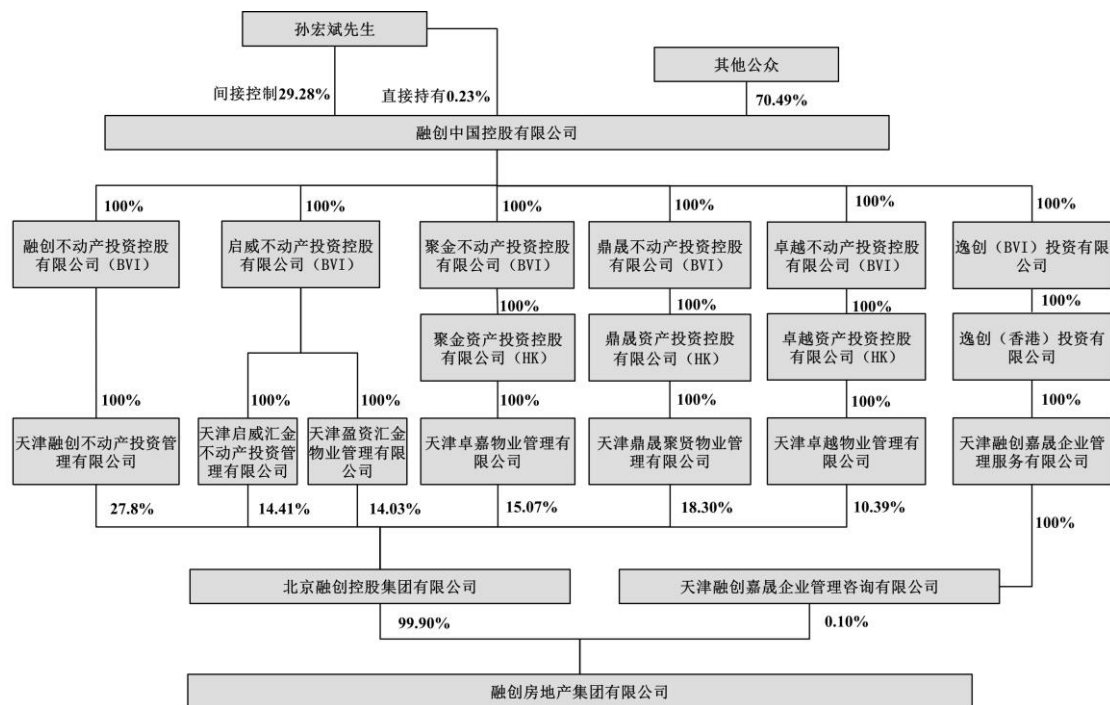 孙宏斌先生
其他公众
间接控制29.28%
直接持有0.23%
70.49%
融创中国控股有限公司
100%
100%
100%
100%
100%
100%
融创不动产投资控股
有限公司（BVI）
启威不动产投资控股
有限公司（BVI）
聚金不动产投资控股
有限公司（BVI）
鼎晟不动产投资控股
有限公司（BVI）
卓越不动产投资控股
有限公司（BVI）
逸创（BVI）投资有限
公司
100%
100%
100%
100%
聚金资产投资控股
有限公司（HK）
鼎晟资产投资控股
有限公司（HK）
卓越资产投资控股
有限公司（HK）
逸创（香港）投资有
限公司
100%
100%
100%
100%
100%
100%
100%
天津融创不动产投资管
理有限公司
天津启威汇金
不动产投资管
理有限公司
天津盈资汇金
物业管理有限
公司
天津卓嘉物业管理有
限公司
天津鼎晟聚贤物业管
理有限公司
天津卓越物业管理有
限公司
天津融创嘉晟企业管
理服务有限公司
27.8%
14.41%
14.03%
15.07%
18.30%
10.39%
100%
北京融创控股集团有限公司
天津融创嘉晟企业管理咨询有限公司
99.90%
0.10%
融创房地产集团有限公司